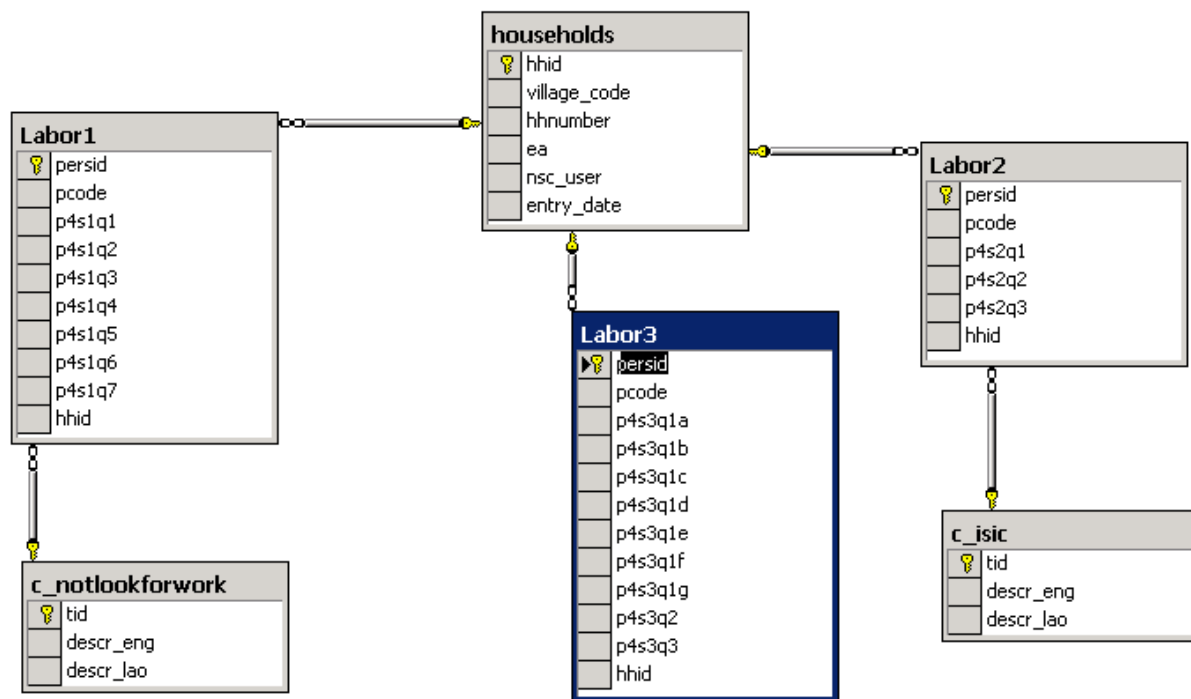 households
hhid
village_code
hhnumber
ea
nsc_user
entry_date
Labor1
persid
pcode
p4s1q1
p4s1q2
p4s1q3
p4s1q4
p4s1q5
p4s1q6
p4s1q7
hhid
Labor2
persid
pcode
p4s2q1
p4s2q2
p4s2q3
hhid
Labor3
persid
pcode
p4s3q1a
p4s3q1b
p4s3q1c
p4s3q1d
p4s3q1e
p4s3q1f
p4s3q1g
p4s3q2
p4s3q3
hhid
c_notlookforwork
tid
descr_eng
descr_lao
c_isic
tid
descr_eng
descr_lao